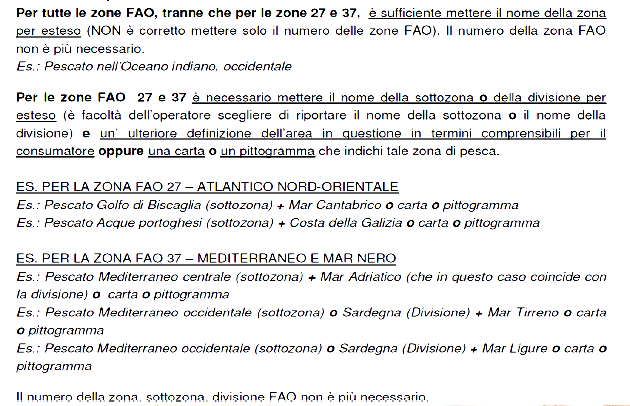 Per tutte le zone FAO, tranne che per le zone 27 e 37, è sufficiente mettere il nome della zona
per esteso (NON è corretto mettere solo il numero delle zone FAO). Il numero della zona FAO
non è più necessario.
Es.: Pescato nell'Oceano indiano, occidentale
Per le zone FAO 27 e 37 è necessario mettere il nome della sottozona o della divisione per
esteso (è facoltà dell'operatore scegliere di riportare il nome della sottozona o il nome della
divisione) e un' ulteriore definizione dell'area in questione in termini comprensibili per il
consumatore oppure una carta o un pittogramma che indichi tale zona di pesca.
ES. PER LA ZONA FAO 27 – ATLANTICO NORD-ORIENTALE
Es.: Pescato Golfo di Biscaglia (sottozona) + Mar Cantabrico o carta o pittogramma
Es.: Pescato Acque portoghesi (sottozona) + Costa della Galizia o carta o pittogramma
ES. PER LA ZONA FAO 37 – MEDITERRANEO E MAR NERO
Es.: Pescato Mediterraneo centrale (sottozona) + Mar Adriatico (che in questo caso coincide con
la divisione) o carta o pittogramma
Es.: Pescato Mediterraneo occidentale (sottozona) o Sardegna (Divisione) + Mar Tirreno o carta
o pittogramma
Es.: Pescato Mediterraneo occidentale (sottozona) o Sardegna (Divisione) + Mar Ligure o carta o
pittogramma
Il numero della zona, sottozona, divisione FAO non è più necessario.